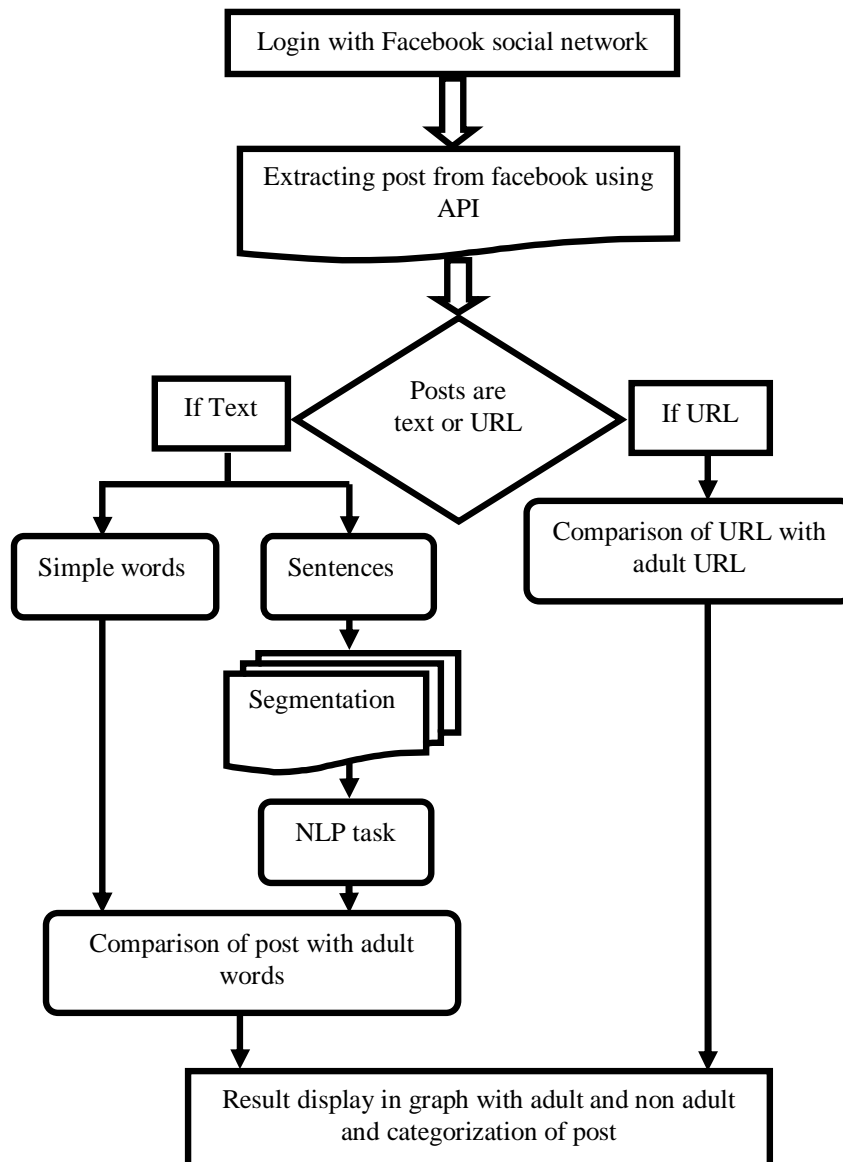 Login with Facebook social network
Extracting post from facebook using
API
Posts are
text or URL
If Text
If URL
Simple words
Sentences
Comparison of URL with
adult URL
Segmentation
NLP task
Comparison of post with adult
words
Result display in graph with adult and non adult
and categorization of post